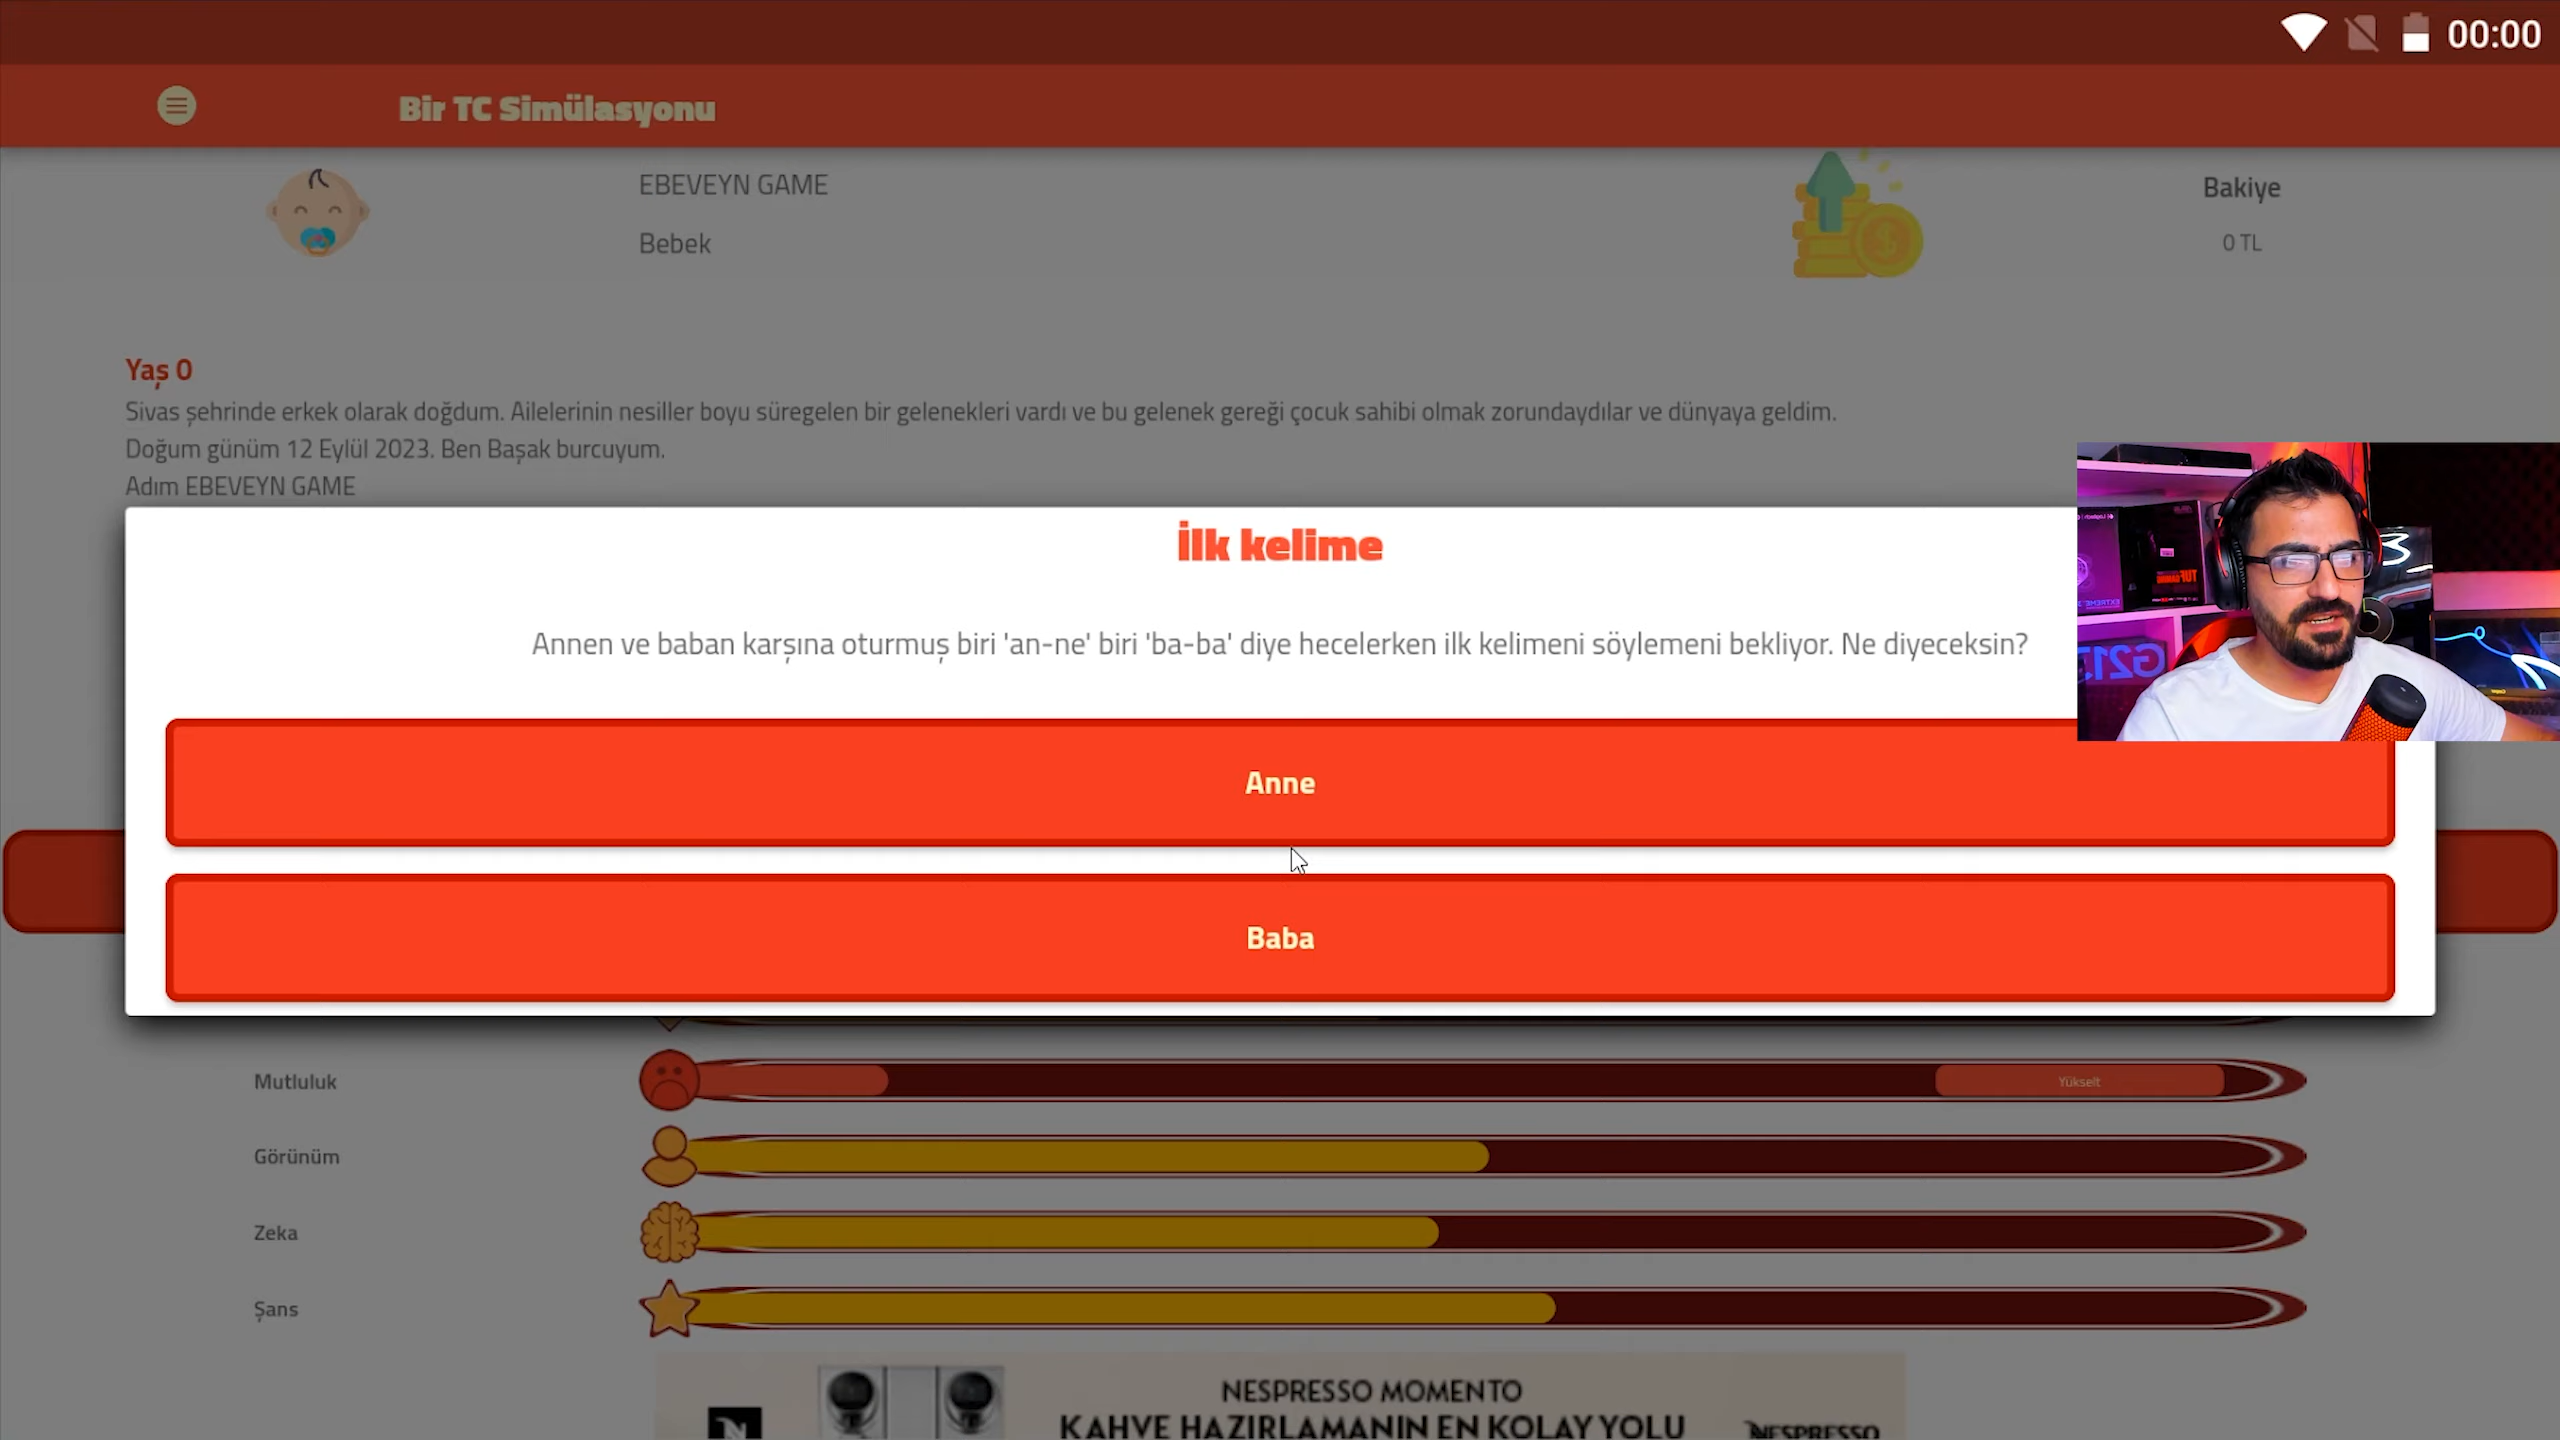 00:00
Bir TC Simülasyonu
EBEVEYN GAME
Bebek
Bakiye
0 TL
Yaş 0
Sivas şehrinde erkek olarak doğdum. Ailelerinin nesiller boyu süregelen bir gelenekleri vardı ve bu gelenek gereği çocuk sahibi olmak zorundaydılar ve dünyaya geldim.
Doğum günüm 12 Eylül 2023. Ben Başak burcuyum.
Adım EBEVEYN GAME
İlk kelime
Annen ve baban karşına oturmuş biri 'an-ne' biri 'ba-ba' diye hecelerken ilk kelimeni söylemeni bekliyor. Ne diyeceksin?
TUF GAMING
G213
Anne
Baba
Mutluluk
Yükselt
Görünüm
Zeka
Şans
NESPRESSO MOMENTO
KAHVE HAZIRLAMANIN EN KOLAY YOLU
NESPRESSO